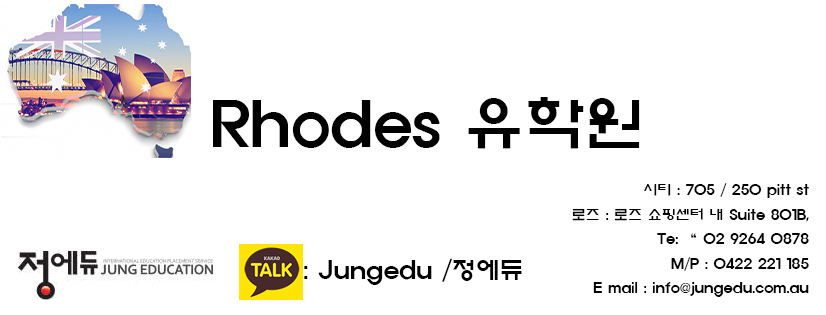 Rhodes 유학원
시티 : 705 / 250 pitt st
로즈 : 로즈 쇼핑센터 내 Suite 801B,
Te: “ 02 9264 0878
M/P : 0422 221 185
E mail : info@jungedu.com.au
정에듀 INTERNATIONAL EDUCATION PLACEMENT SERVICE
JUNG EDUCATION
KAKAO
TALK
: Jungedu /정에듀